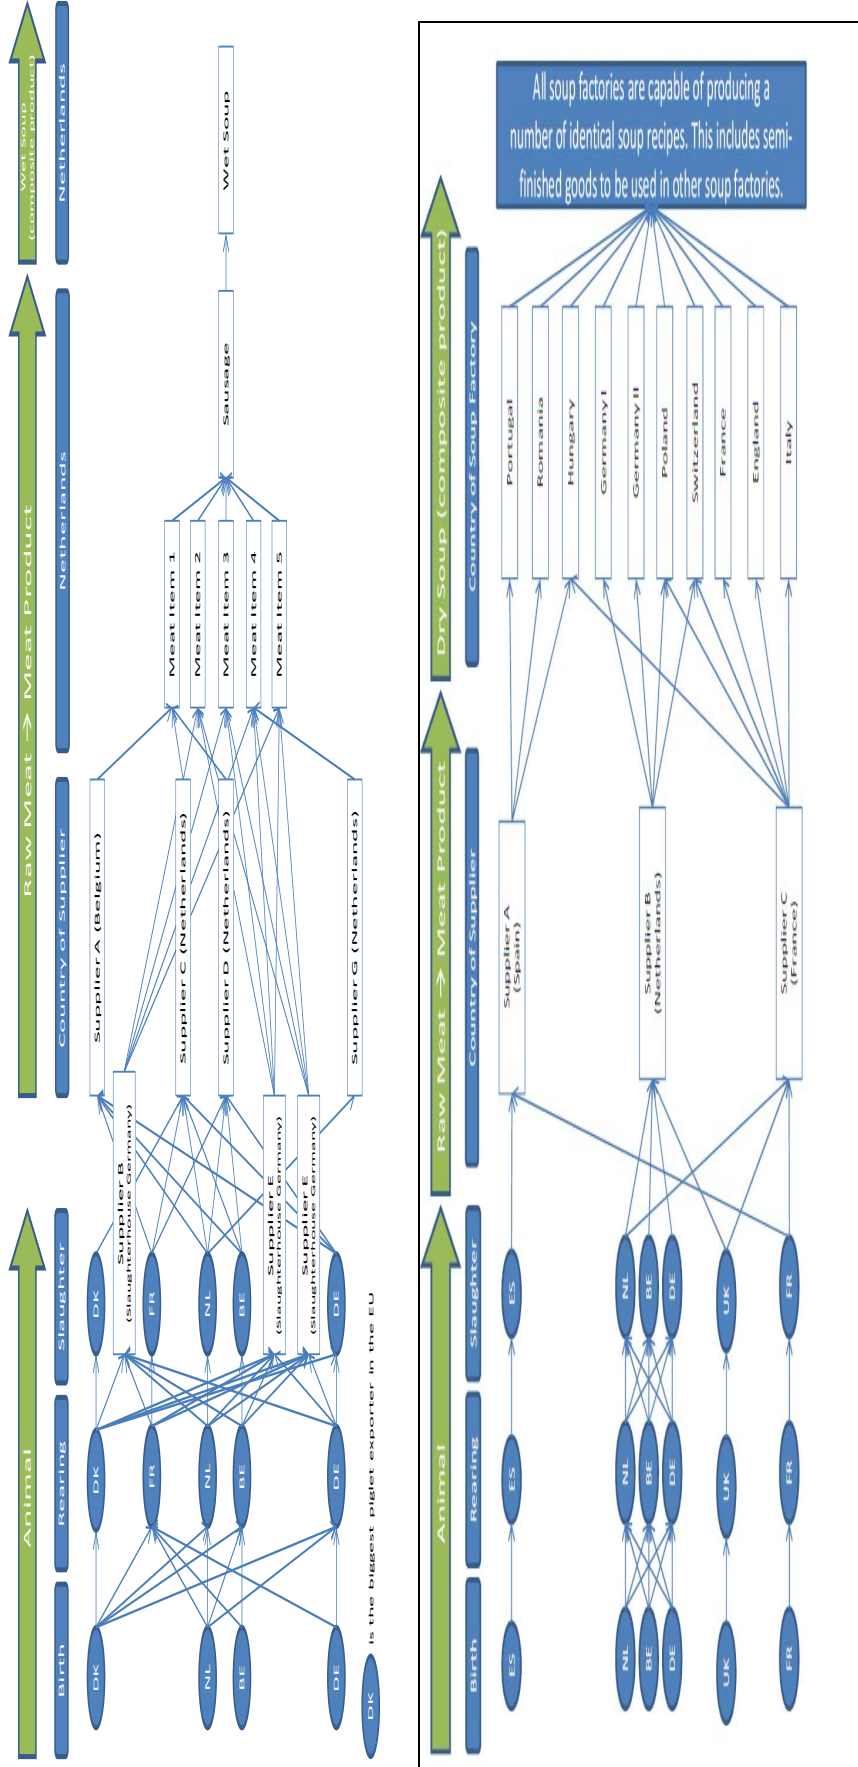 Animal
Raw Meat → Meat Product
Wet Soup
(composite product)
Birth
Rearing
Slaughter
Country of Supplier
Netherlands
Netherlands
DK
NL
BE
DE
DK
FR
NL
BE
DE
DK
FR
NL
BE
DE
Supplier A (Belgium)
Supplier B
(Slaughterhouse Germany)
Supplier C (Netherlands)
Supplier D (Netherlands)
Supplier E
(Slaughterhouse Germany)
Supplier E
(Slaughterhouse Germany)
Supplier G (Netherlands)
Meat Item 1
Meat Item 2
Meat Item 3
Meat Item 4
Meat Item 5
Sausage
Wet Soup
DK is the biggest piglet exporter in the EU
Animal
Raw Meat → Meat Product
Dry Soup (composite product)
Birth
Rearing
Slaughter
Country of Supplier
Country of Soup Factory
ES
NL
BE
DE
UK
FR
ES
NL
BE
DE
UK
FR
ES
NL
BE
DE
UK
FR
Supplier A
(Spain)
Supplier B
(Netherlands)
Supplier C
(France)
Portugal
Romania
Hungary
Germany I
Germany II
Poland
Switzerland
France
England
Italy
All soup factories are capable of producing a
number of identical soup recipes. This includes semi-
finished goods to be used in other soup factories.